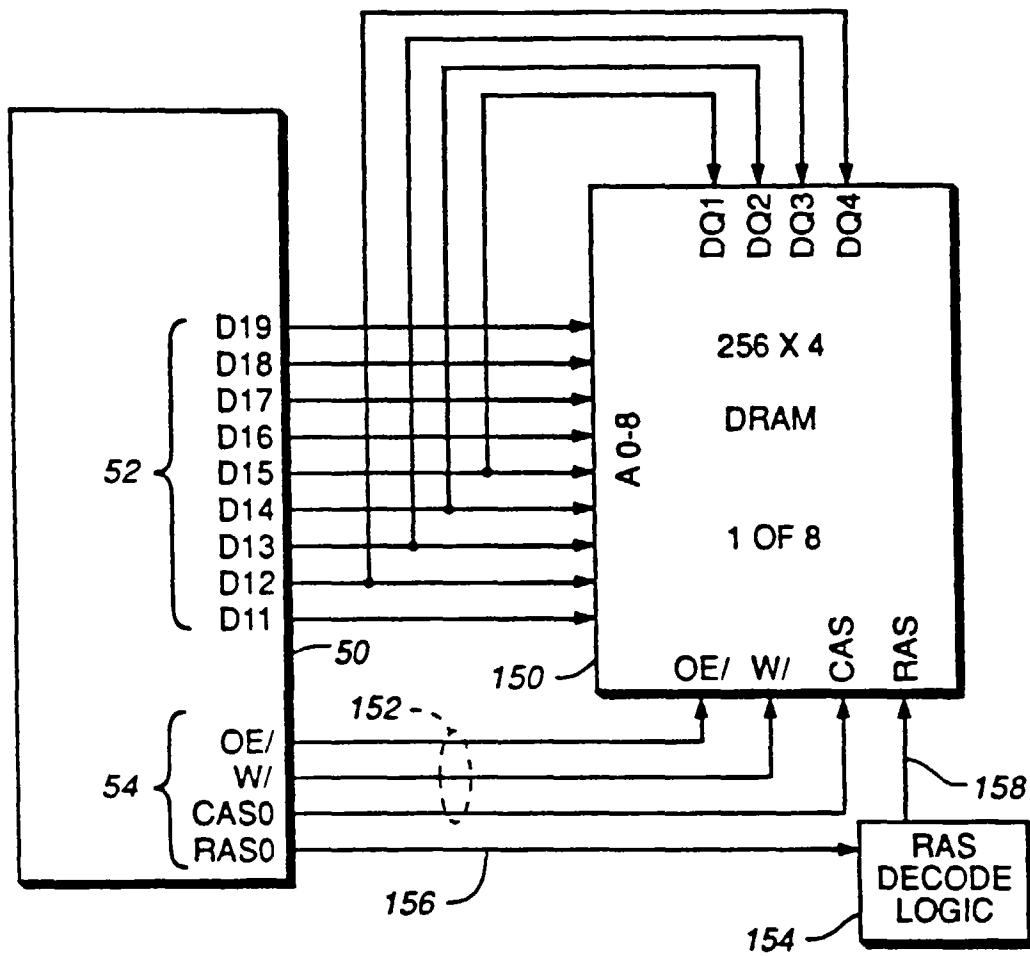 DQ1
DQ2
DQ3
DQ4
D19
D18
D17
D16
D15
D14
D13
D12
D11
52
A 0-8
256 X 4
DRAM
1 OF 8
50
150
OE/
W/
CAS
RAS
152
54
OE/
W/
CAS0
RAS0
156
158
RAS
DECODE
LOGIC
154